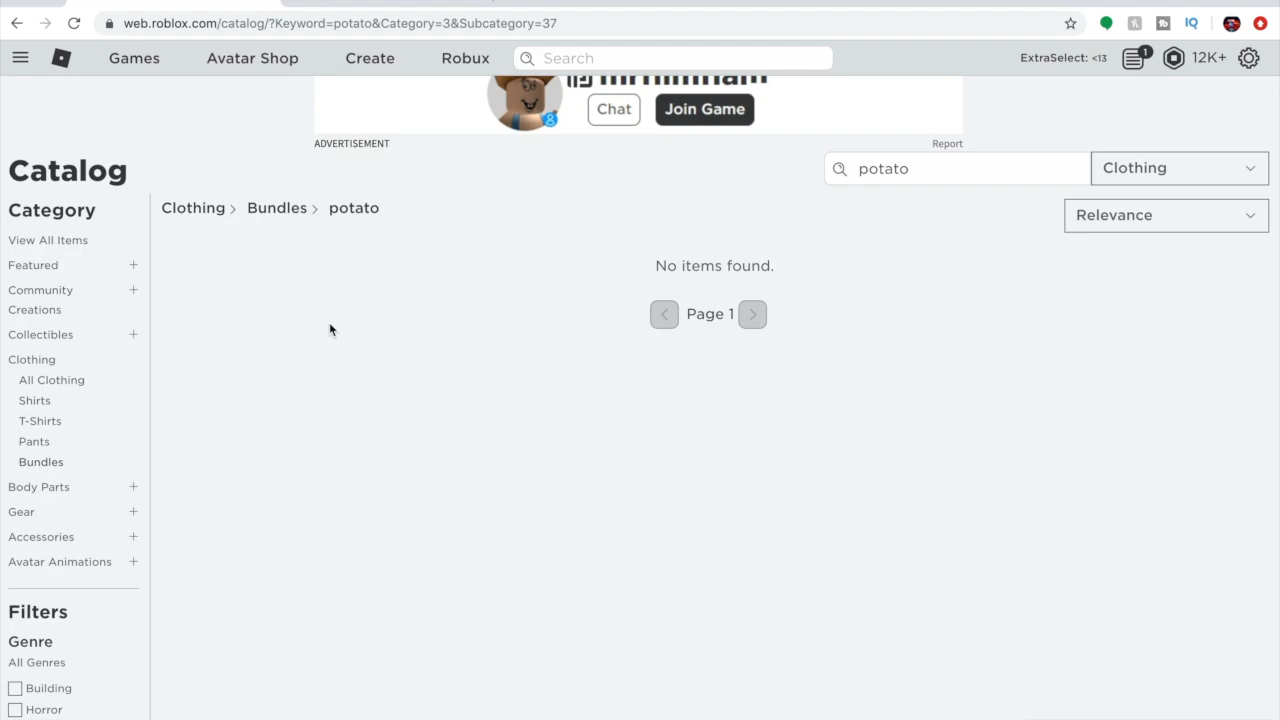 web.roblox.com/catalog/?Keyword=potato&Category=3&Subcategory=37
IQ
Games Avatar Shop Create Robux Search ExtraSelect: <13 1 12K+
Chat Join Game
ADVERTISEMENT Report
Catalog potato Clothing
Category Clothing > Bundles > potato Relevance
View All Items
Featured +
No items found.
Community +
Creations
Page 1
Collectibles +
Clothing
All Clothing
Shirts
T-Shirts
Pants
Bundles
Body Parts +
Gear +
Accessories +
Avatar Animations +
Filters
Genre
All Genres
Building
Horror